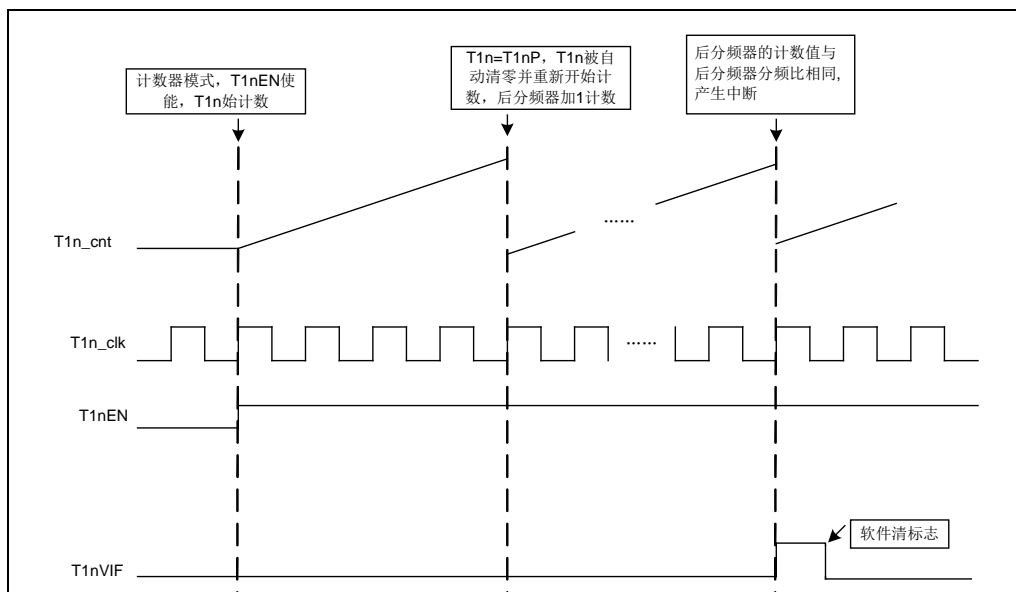 计数器模式，T1nEN使
能，T1n始计数
T1n=T1nP，T1n被自
动清零并重新开始计
数，后分频器加1计数
后分频器的计数值与
后分频器分频比相同,
产生中断
T1n_cnt
......
T1n_clk
......
T1nEN
软件清标志
T1nVIF